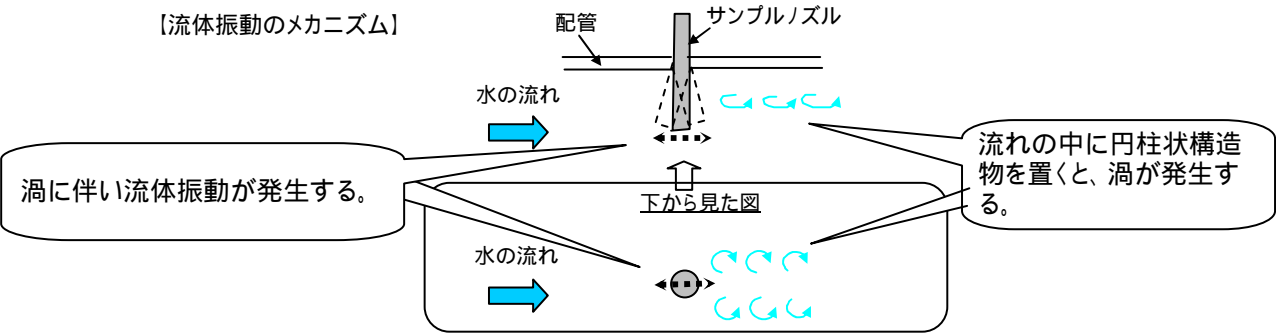 【流体振動のメカニズム】
配管
サンプルノズル
水の流れ
渦に伴い流体振動が発生する。
流れの中に円柱状構造
物を置くと、渦が発生す
る。
下から見た図
水の流れ